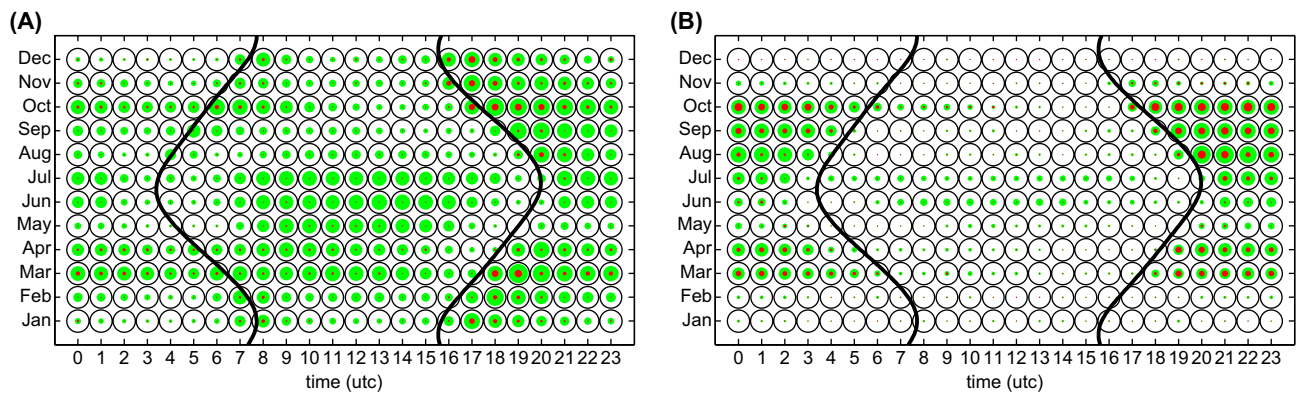 (A)
Dec
Nov
Oct
Sep
Aug
Jul
Jun
May
Apr
Mar
Feb
Jan
0 1 2 3 4 5 6 7 8 9 10 11 12 13 14 15 16 17 18 19 20 21 22 23
time (utc)
(B)
Dec
Nov
Oct
Sep
Aug
Jul
Jun
May
Apr
Mar
Feb
Jan
0 1 2 3 4 5 6 7 8 9 10 11 12 13 14 15 16 17 18 19 20 21 22 23
time (utc)